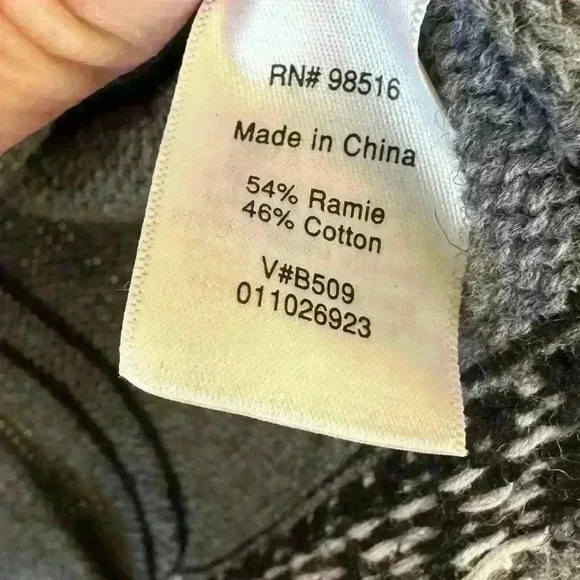 RN# 98516
Made in China
54% Ramie
46% Cotton
V#B509
011026923